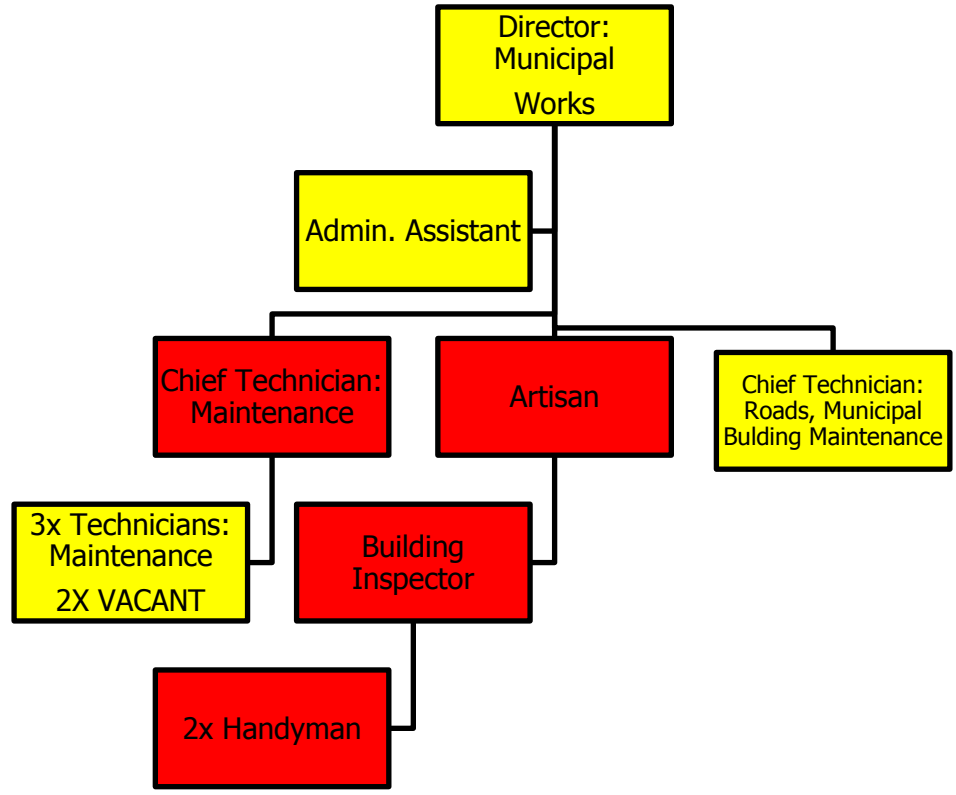 Director:
Municipal
Works
Admin. Assistant
Chief Technician:
Maintenance
Artisan
Chief Technician:
Roads, Municipal
Bulding Maintenance
3x Technicians:
Maintenance
2X VACANT
Building
Inspector
2x Handyman